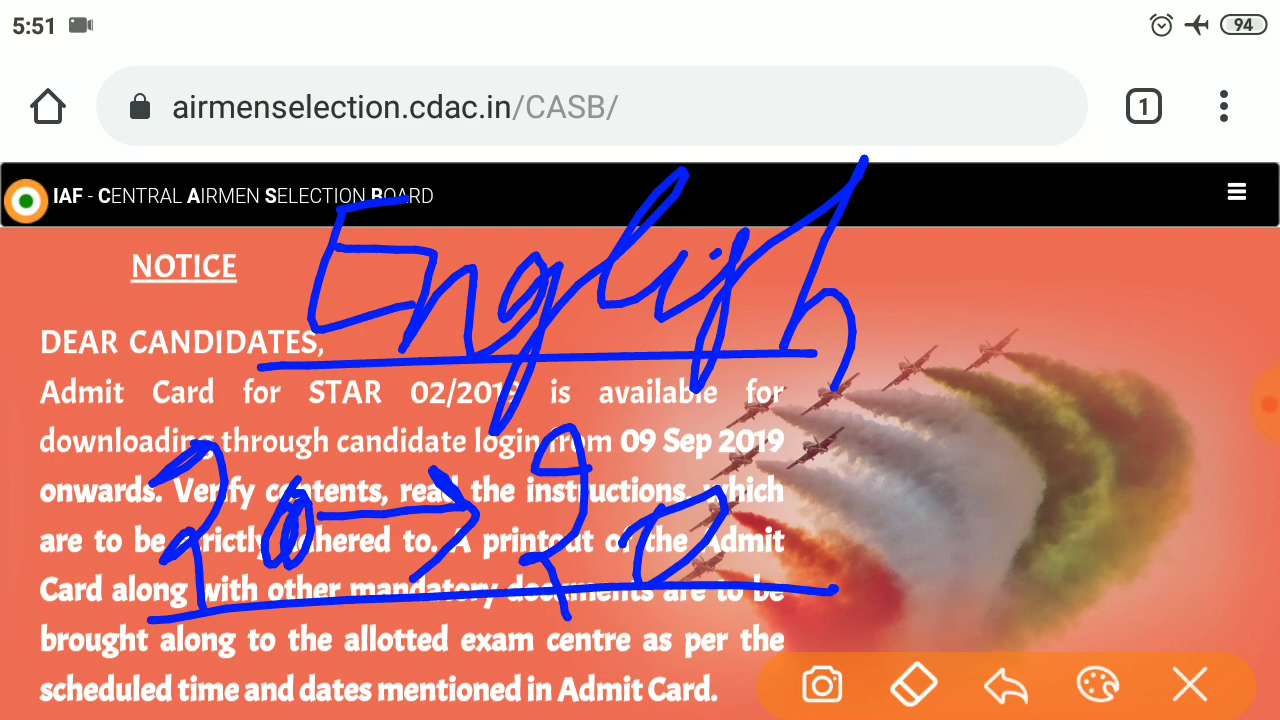 5:51
94
airmenselection.cdac.in/CASB/
1
IAF - CENTRAL AIRMEN SELECTION BOARD
English
NOTICE
DEAR CANDIDATES,
Admit Card for STAR 02/2019 is available for
downloading through candidate login from 09 Sep 2019
onwards. Verify contents, read the instructions, which
20 → 20
are to be strictly adhered to. A printout of the Admit
Card along with other mandatory documents are to be
brought along to the allotted exam centre as per the
scheduled time and dates mentioned in Admit Card.